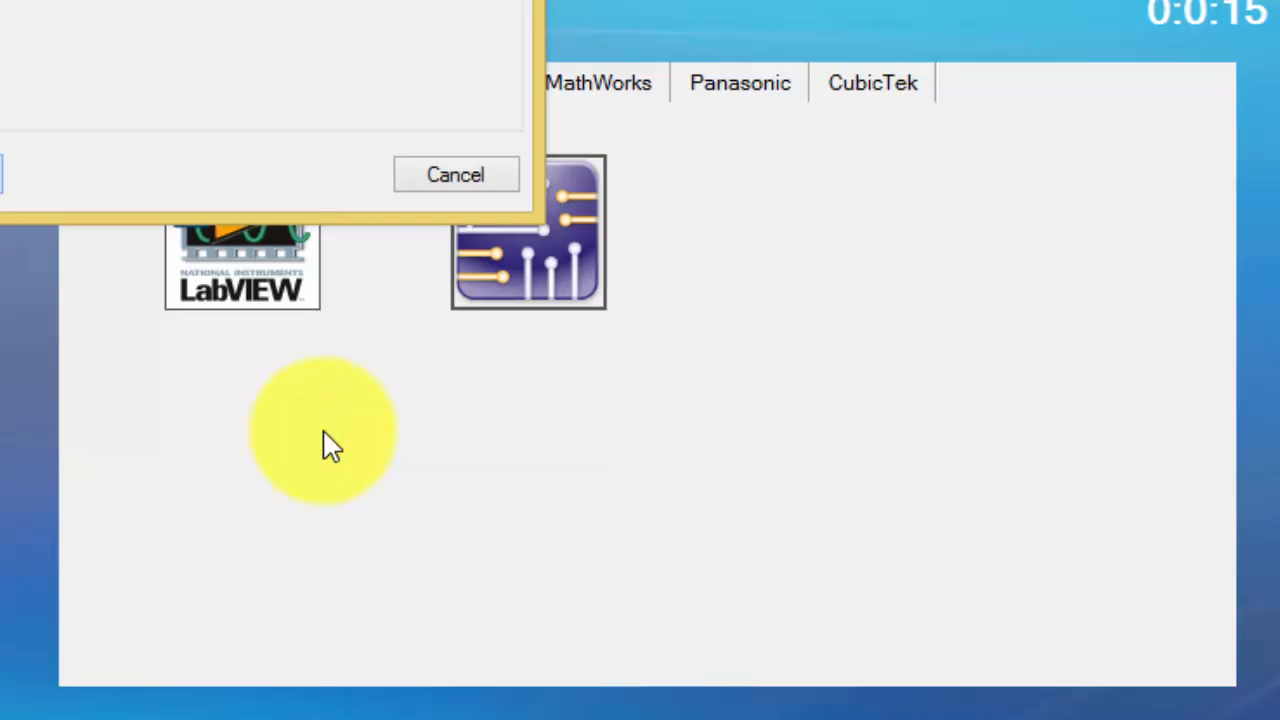 0:0:15
MathWorks
Panasonic
CubicTek
Cancel
NATIONAL INSTRUMENTS
LabVIEW